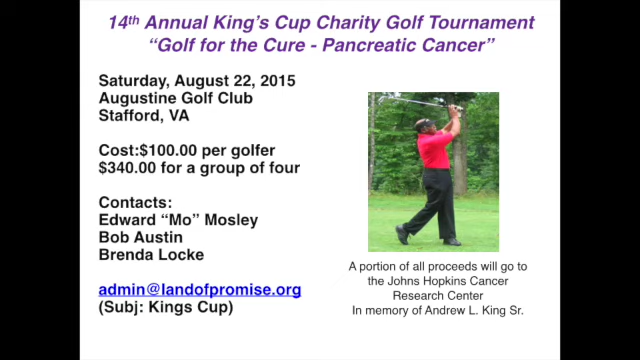 14th Annual King's Cup Charity Golf Tournament
"Golf for the Cure - Pancreatic Cancer"
Saturday, August 22, 2015
Augustine Golf Club
Stafford, VA
Cost:$100.00 per golfer
$340.00 for a group of four
Contacts:
Edward "Mo" Mosley
Bob Austin
Brenda Locke
admin@landofpromise.org
(Subj: Kings Cup)
A portion of all proceeds will go to
the Johns Hopkins Cancer
Research Center
In memory of Andrew L. King Sr.